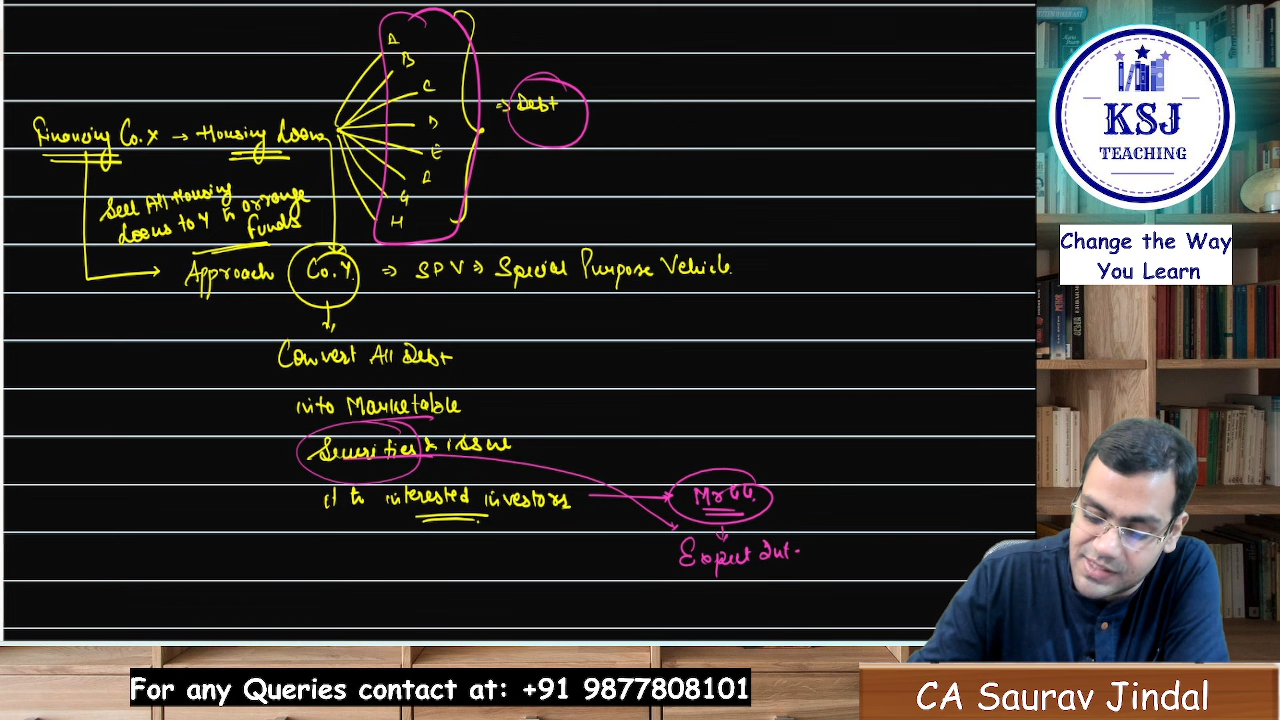 A
B
C
D
E
F
G
H
⇒ Debt
Financing Co. X → Housing Loans
Sell All Housing
Loans to Y to arrange
Funds
Approach Co. Y ⇒ SPV ⇒ Special Purpose Vehicle
Convert All Debt
into Marketable
Securities & issue
it to interested investors
Expect Int.
KSJ
TEACHING
Change the Way
You Learn
For any Queries contact at: +91 9877808101
CA Saurav Jindal